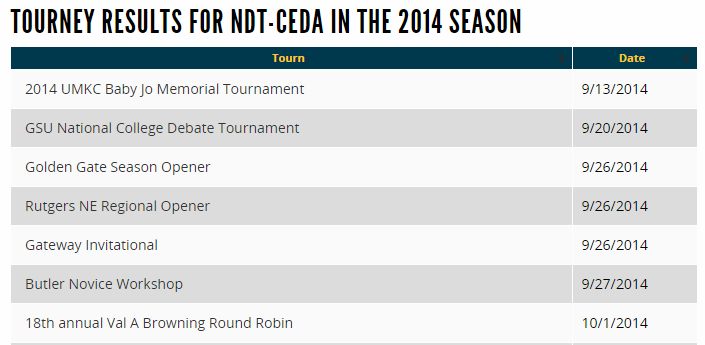 TOURNEY RESULTS FOR NDT-CEDA IN THE 2014 SEASON
Tourn Date
2014 UMKC Baby Jo Memorial Tournament 9/13/2014
GSU National College Debate Tournament 9/20/2014
Golden Gate Season Opener 9/26/2014
Rutgers NE Regional Opener 9/26/2014
Gateway Invitational 9/26/2014
Butler Novice Workshop 9/27/2014
18th annual Val A Browning Round Robin 10/1/2014